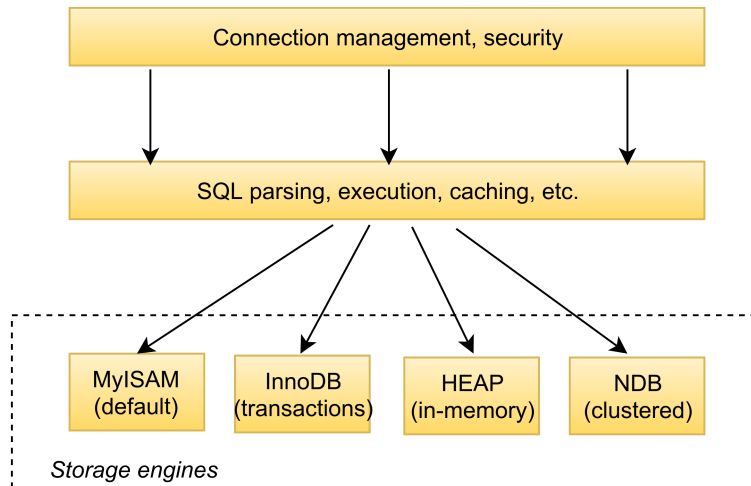 Connection management, security
SQL parsing, execution, caching, etc.
MyISAM
(default)
InnoDB
(transactions)
HEAP
(in-memory)
NDB
(clustered)
Storage engines